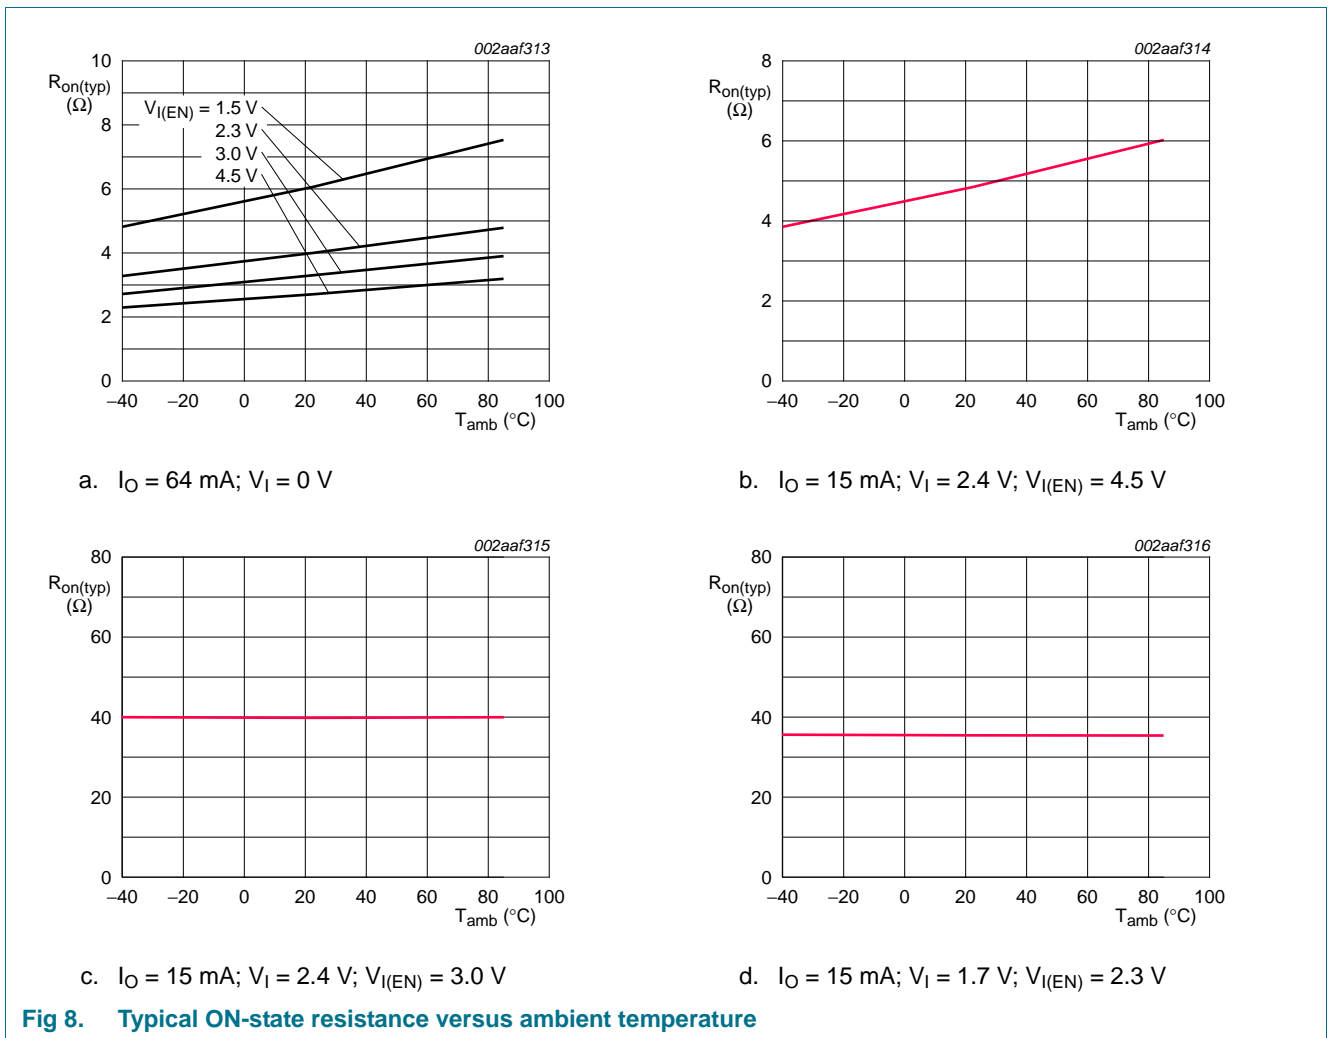 002aaf313
10
8
6
4
2
0
Ron(typ)
(Ω)
VI(EN) = 1.5 V
2.3 V
3.0 V
4.5 V
−40 −20 0 20 40 60 80 100
Tamb (°C)
a. IO = 64 mA; VI = 0 V
002aaf314
8
6
4
2
0
Ron(typ)
(Ω)
−40 −20 0 20 40 60 80 100
Tamb (°C)
b. IO = 15 mA; VI = 2.4 V; VI(EN) = 4.5 V
002aaf315
80
60
40
20
0
Ron(typ)
(Ω)
−40 −20 0 20 40 60 80 100
Tamb (°C)
c. IO = 15 mA; VI = 2.4 V; VI(EN) = 3.0 V
002aaf316
80
60
40
20
0
Ron(typ)
(Ω)
−40 −20 0 20 40 60 80 100
Tamb (°C)
d. IO = 15 mA; VI = 1.7 V; VI(EN) = 2.3 V
Fig 8. Typical ON-state resistance versus ambient temperature